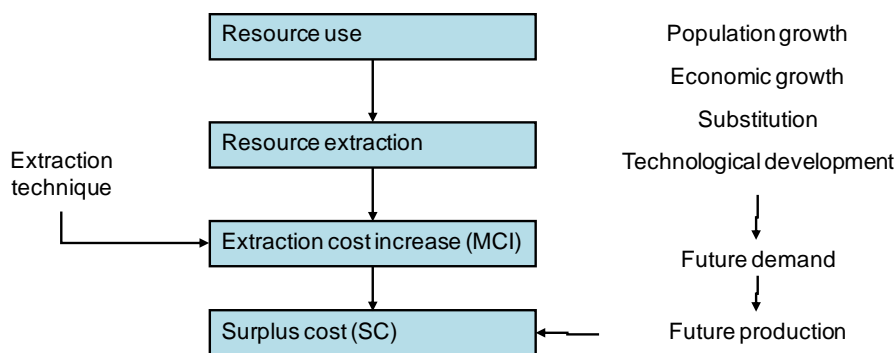 Resource use
Resource extraction
Extraction
technique
Extraction cost increase (MCI)
Surplus cost (SC)
Population growth
Economic growth
Substitution
Technological development
Future demand
Future production